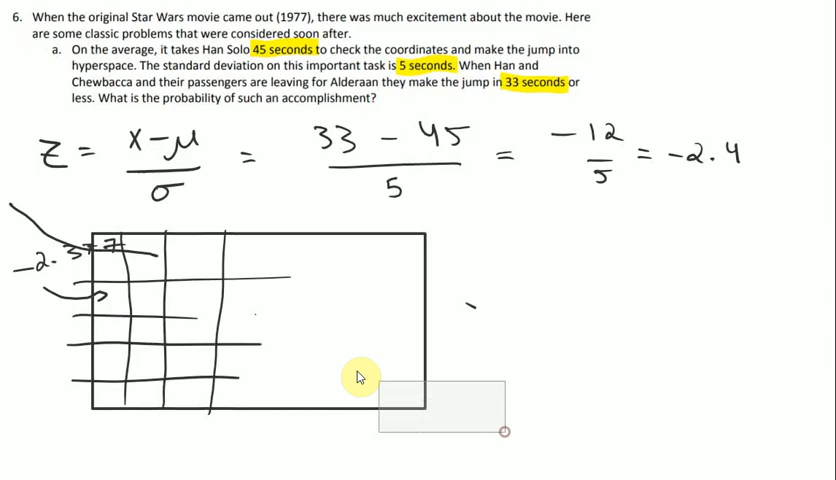 6. When the original Star Wars movie came out (1977), there was much excitement about the movie. Here
are some classic problems that were considered soon after.
a. On the average, it takes Han Solo 45 seconds to check the coordinates and make the jump into
hyperspace. The standard deviation on this important task is 5 seconds. When Han and
Chewbacca and their passengers are leaving for Alderaan they make the jump in 33 seconds or
less. What is the probability of such an accomplishment?
Z = x-μ/σ = 33 - 45/5 = -12/5 = -2.4
-2.3